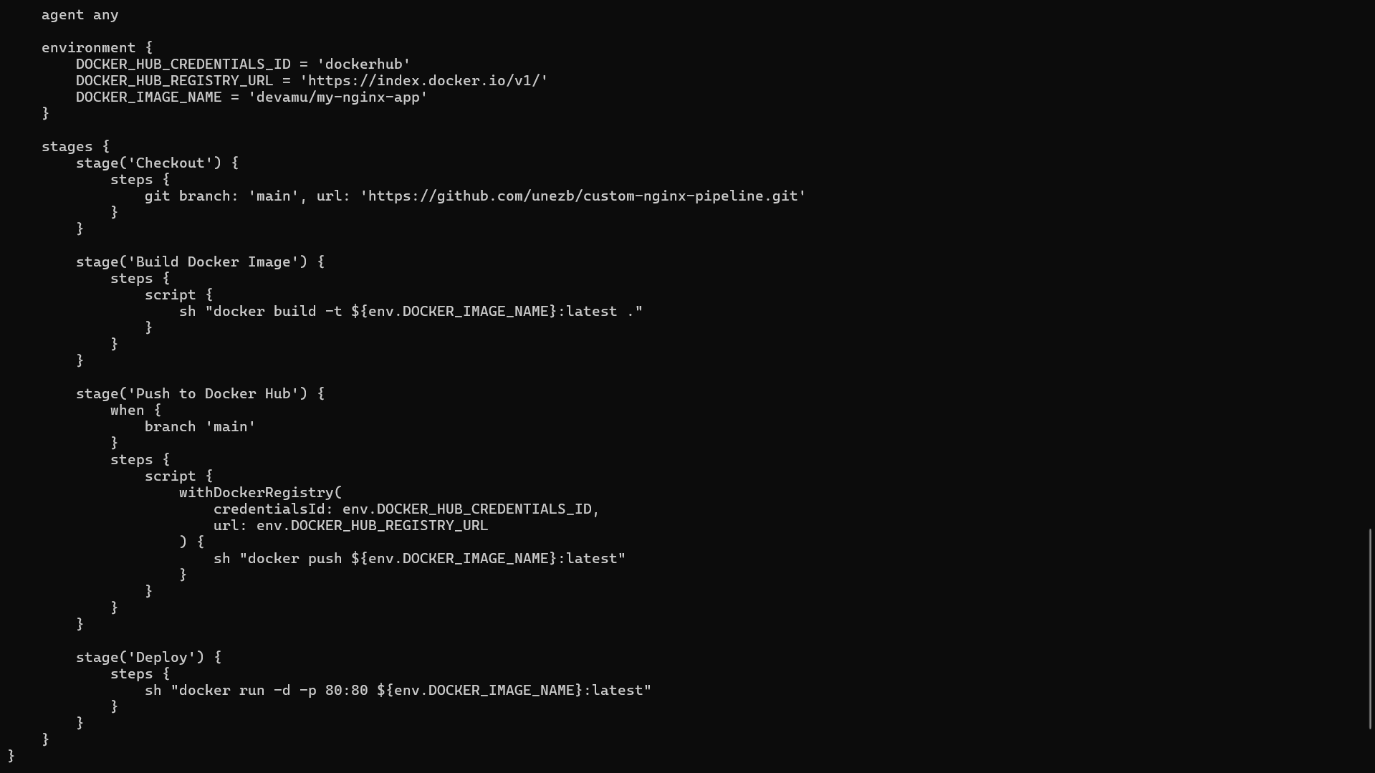 agent any

    environment {
        DOCKER_HUB_CREDENTIALS_ID = 'dockerhub'
        DOCKER_HUB_REGISTRY_URL = 'https://index.docker.io/v1/'
        DOCKER_IMAGE_NAME = 'devamu/my-nginx-app'
    }

    stages {
        stage('Checkout') {
            steps {
                git branch: 'main', url: 'https://github.com/unezb/custom-nginx-pipeline.git'
            }
        }

        stage('Build Docker Image') {
            steps {
                script {
                    sh "docker build -t ${env.DOCKER_IMAGE_NAME}:latest ."
                }
            }
        }

        stage('Push to Docker Hub') {
            when {
                branch 'main'
            }
            steps {
                script {
                    withDockerRegistry(
                        credentialsId: env.DOCKER_HUB_CREDENTIALS_ID,
                        url: env.DOCKER_HUB_REGISTRY_URL
                    ) {
                        sh "docker push ${env.DOCKER_IMAGE_NAME}:latest"
                    }
                }
            }
        }

        stage('Deploy') {
            steps {
                sh "docker run -d -p 80:80 ${env.DOCKER_IMAGE_NAME}:latest"
            }
        }
    }
}